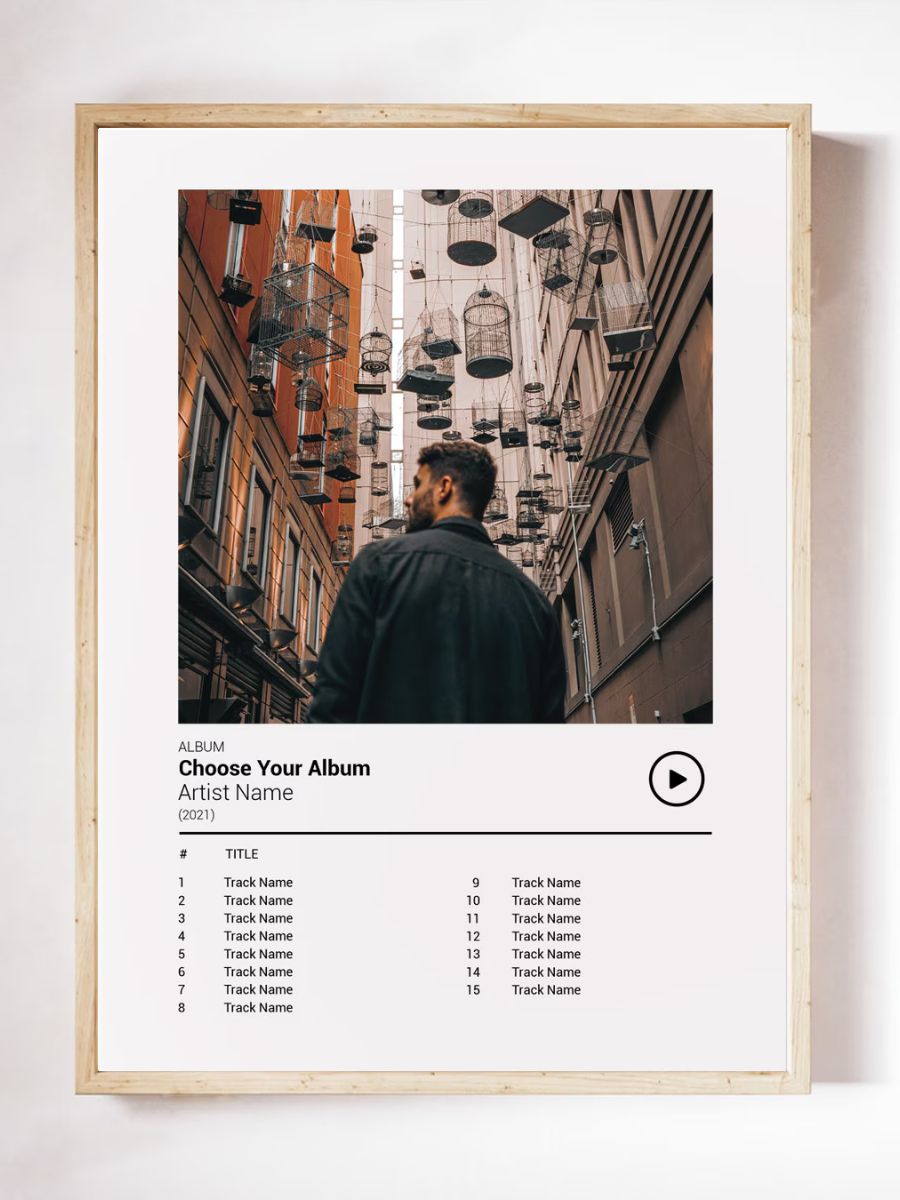 ALBUM
Choose Your Album
Artist Name
(2021)
# TITLE
1 Track Name
2 Track Name
3 Track Name
4 Track Name
5 Track Name
6 Track Name
7 Track Name
8 Track Name
9 Track Name
10 Track Name
11 Track Name
12 Track Name
13 Track Name
14 Track Name
15 Track Name